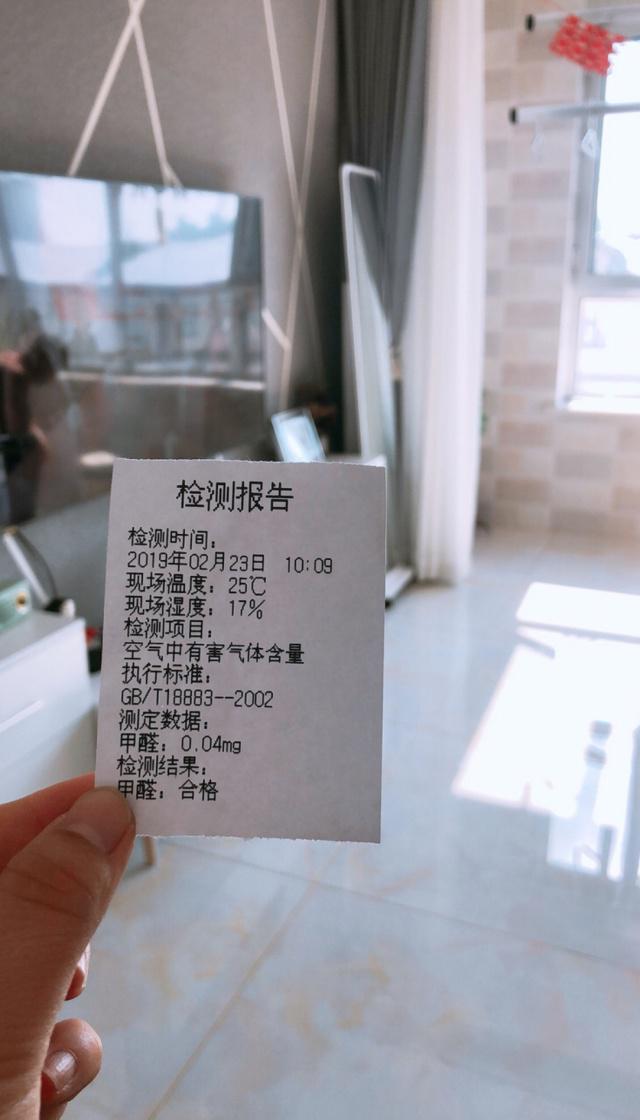 检测报告
检测时间:
2019年02月23日 10:09
现场温度: 25℃
现场湿度: 17%
检测项目:
空气中有害气体含量
执行标准:
GB/T18883--2002
测定数据:
甲醛: 0.04mg
检测结果:
甲醛: 合格